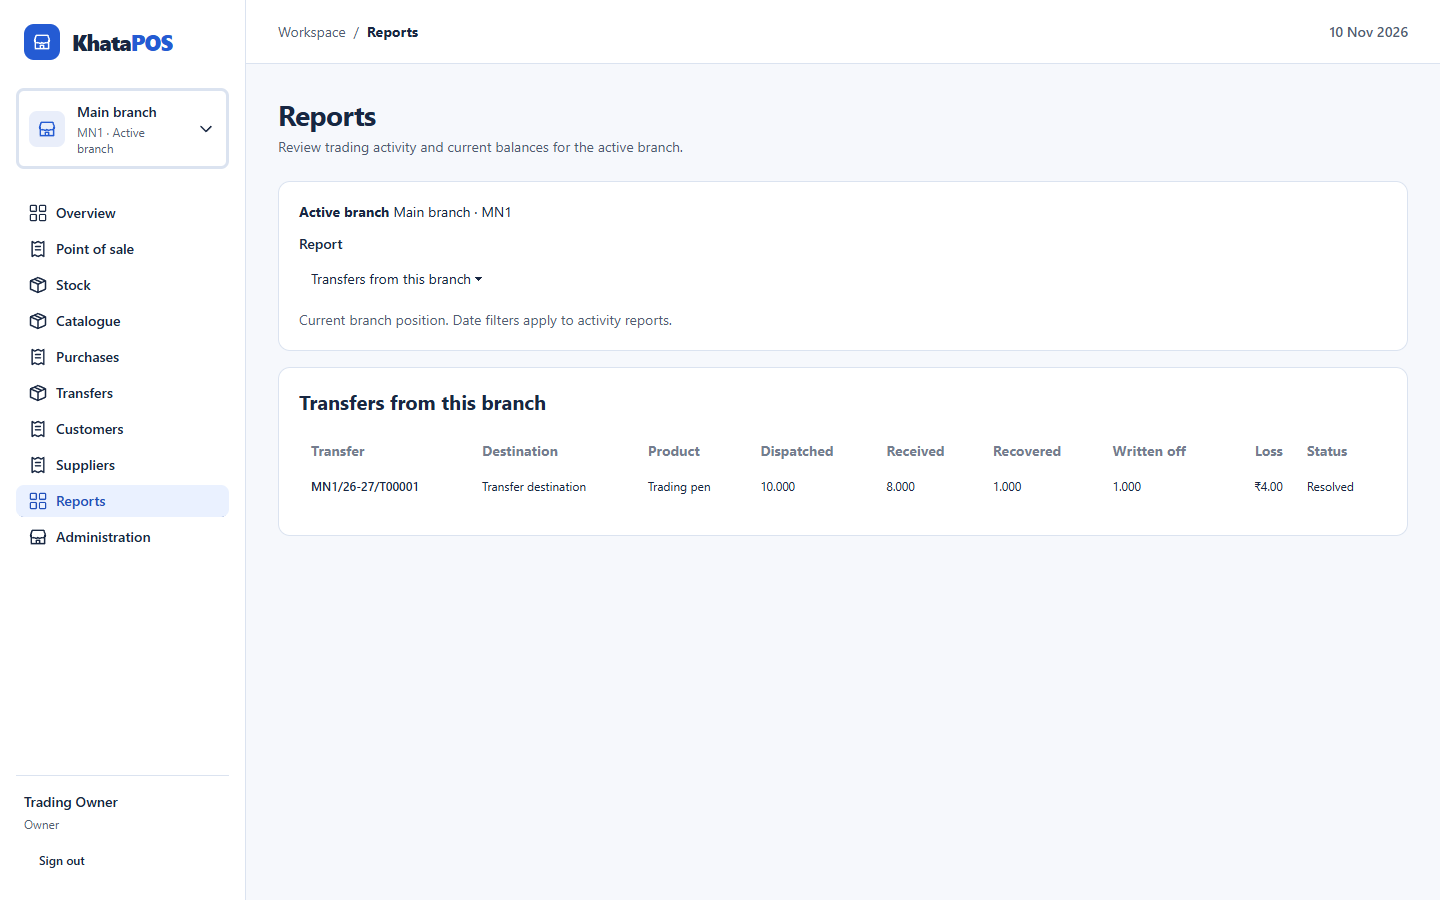 KhataPOS
Main branch
MN1 · Active
branch
Overview
Point of sale
Stock
Catalogue
Purchases
Transfers
Customers
Suppliers
Reports
Administration
Trading Owner
Owner
Sign out
Workspace / Reports
10 Nov 2026
Reports
Review trading activity and current balances for the active branch.
Active branch Main branch · MN1
Report
Transfers from this branch
Current branch position. Date filters apply to activity reports.
Transfers from this branch
Transfer Destination Product Dispatched Received Recovered Written off Loss Status
MN1/26-27/T00001 Transfer destination Trading pen 10.000 8.000 1.000 1.000 ₹4.00 Resolved